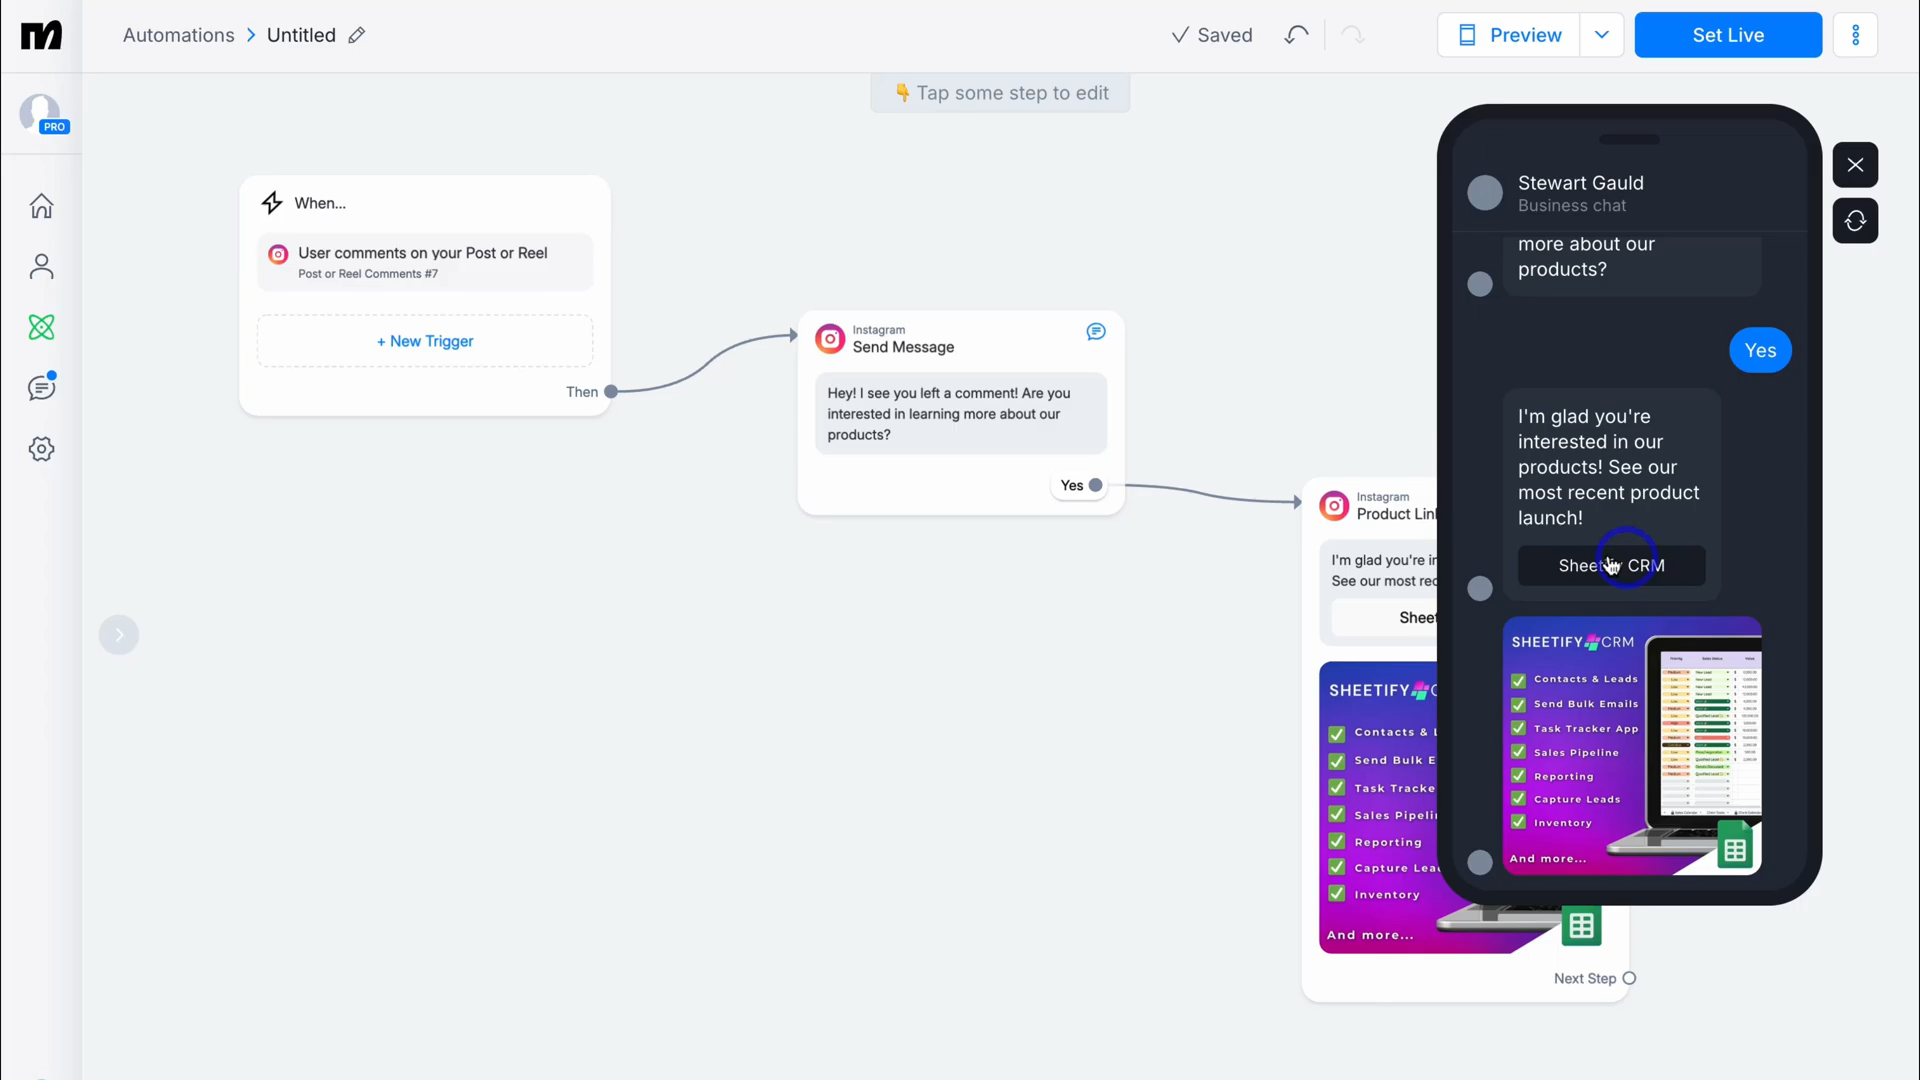 Automations > Untitled
Saved
Preview
Set Live
👇 Tap some step to edit
PRO
When...
User comments on your Post or Reel
Post or Reel Comments #7
+ New Trigger
Then
Instagram
Send Message
Hey! I see you left a comment! Are you
interested in learning more about our
products?
Yes
Instagram
Product Lin
I'm glad you're in
See our most rec
Sheet
SHEETIFY
Contacts & L
Send Bulk E
Task Tracke
Sales Pipeli
Reporting
Capture Lea
Inventory
And more...
Next Step
Stewart Gauld
Business chat
more about our
products?
Yes
I'm glad you're
interested in our
products! See our
most recent product
launch!
Sheetify CRM
SHEETIFY CRM
Contacts & Leads
Send Bulk Emails
Task Tracker App
Sales Pipeline
Reporting
Capture Leads
Inventory
And more...